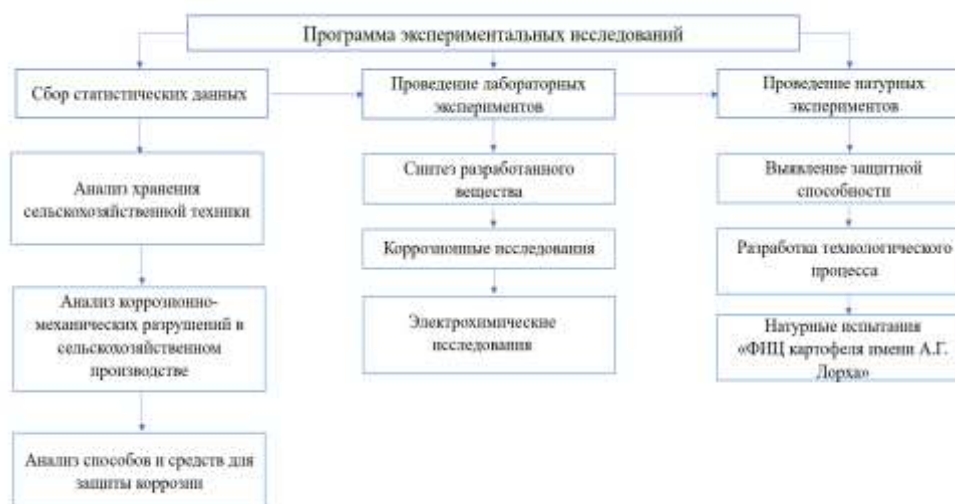 Программа экспериментальных исследований
Сбор статистических данных
Проведение лабораторных
экспериментов
Проведение натурных
экспериментов
Анализ хранения
сельскохозяйственной техники
Синтез разработанного
вещества
Выявление защитной
способности
Коррозионные исследования
Разработка технологического
процесса
Анализ коррозионно-
механических разрушений в
сельскохозяйственном
производстве
Электрохимические
исследования
Натурные испытания
«ФИЦ картофеля имени А.Г.
Лорха»
Анализ способов и средств для
защиты коррозии